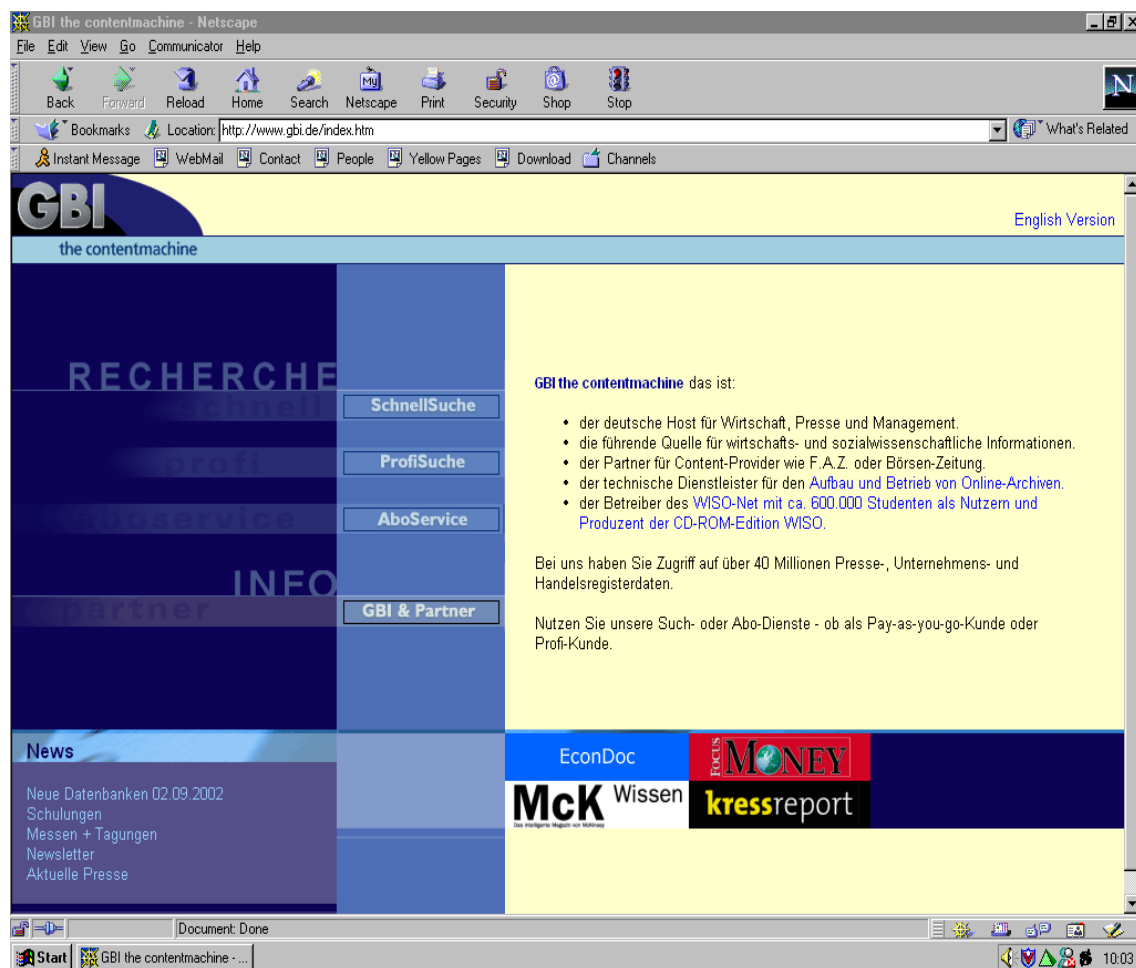 GBI the contentmachine - Netscape
File Edit View Go Communicator Help
Back Forward Reload Home Search Netscape Print Security Shop Stop
My
N
Bookmarks Location: http://www.gbi.de/index.htm What's Related
Instant Message WebMail Contact People Yellow Pages Download Channels
GBI
English Version
the contentmachine
RECHERCHE
schnell
SchnellSuche
profi
ProfiSuche
aboservice
AboService
INFO
partner
GBI & Partner
GBI the contentmachine das ist:
• der deutsche Host für Wirtschaft, Presse und Management.
• die führende Quelle für wirtschafts- und sozialwissenschaftliche Informationen.
• der Partner für Content-Provider wie F.A.Z. oder Börsen-Zeitung.
• der technische Dienstleister für den Aufbau und Betrieb von Online-Archiven.
• der Betreiber des WISO-Net mit ca. 600.000 Studenten als Nutzern und
Produzent der CD-ROM-Edition WISO.
Bei uns haben Sie Zugriff auf über 40 Millionen Presse-, Unternehmens- und
Handelsregisterdaten.
Nutzen Sie unsere Such- oder Abo-Dienste - ob als Pay-as-you-go-Kunde oder
Profi-Kunde.
News
Neue Datenbanken 02.09.2002
Schulungen
Messen + Tagungen
Newsletter
Aktuelle Presse
EconDoc
FOCUS MONEY
McK Wissen
Das intelligente Magazin von McKinsey
kressreport
Document: Done
Start GBI the contentmachine - ... 10:03